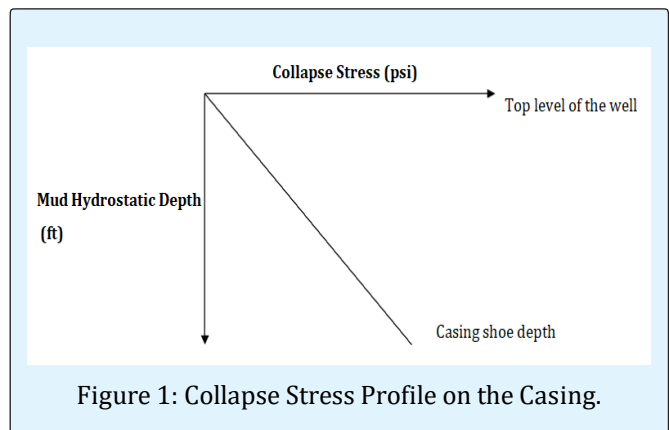 Collapse Stress (psi)
Top level of the well
Mud Hydrostatic Depth
(ft)
Casing shoe depth
Figure 1: Collapse Stress Profile on the Casing.